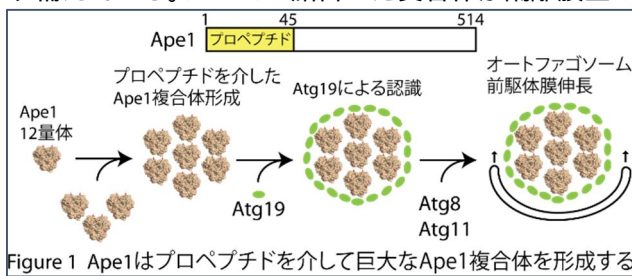 1 45 514
Ape1 プロペプチド
プロペプチドを介した
Ape1複合体形成
Atg19による認識
オートファゴソーム
前駆体膜伸長
Ape1
12量体
Atg19
Atg8
Atg11
Figure 1 Ape1はプロペプチドを介して巨大なApe1複合体を形成する